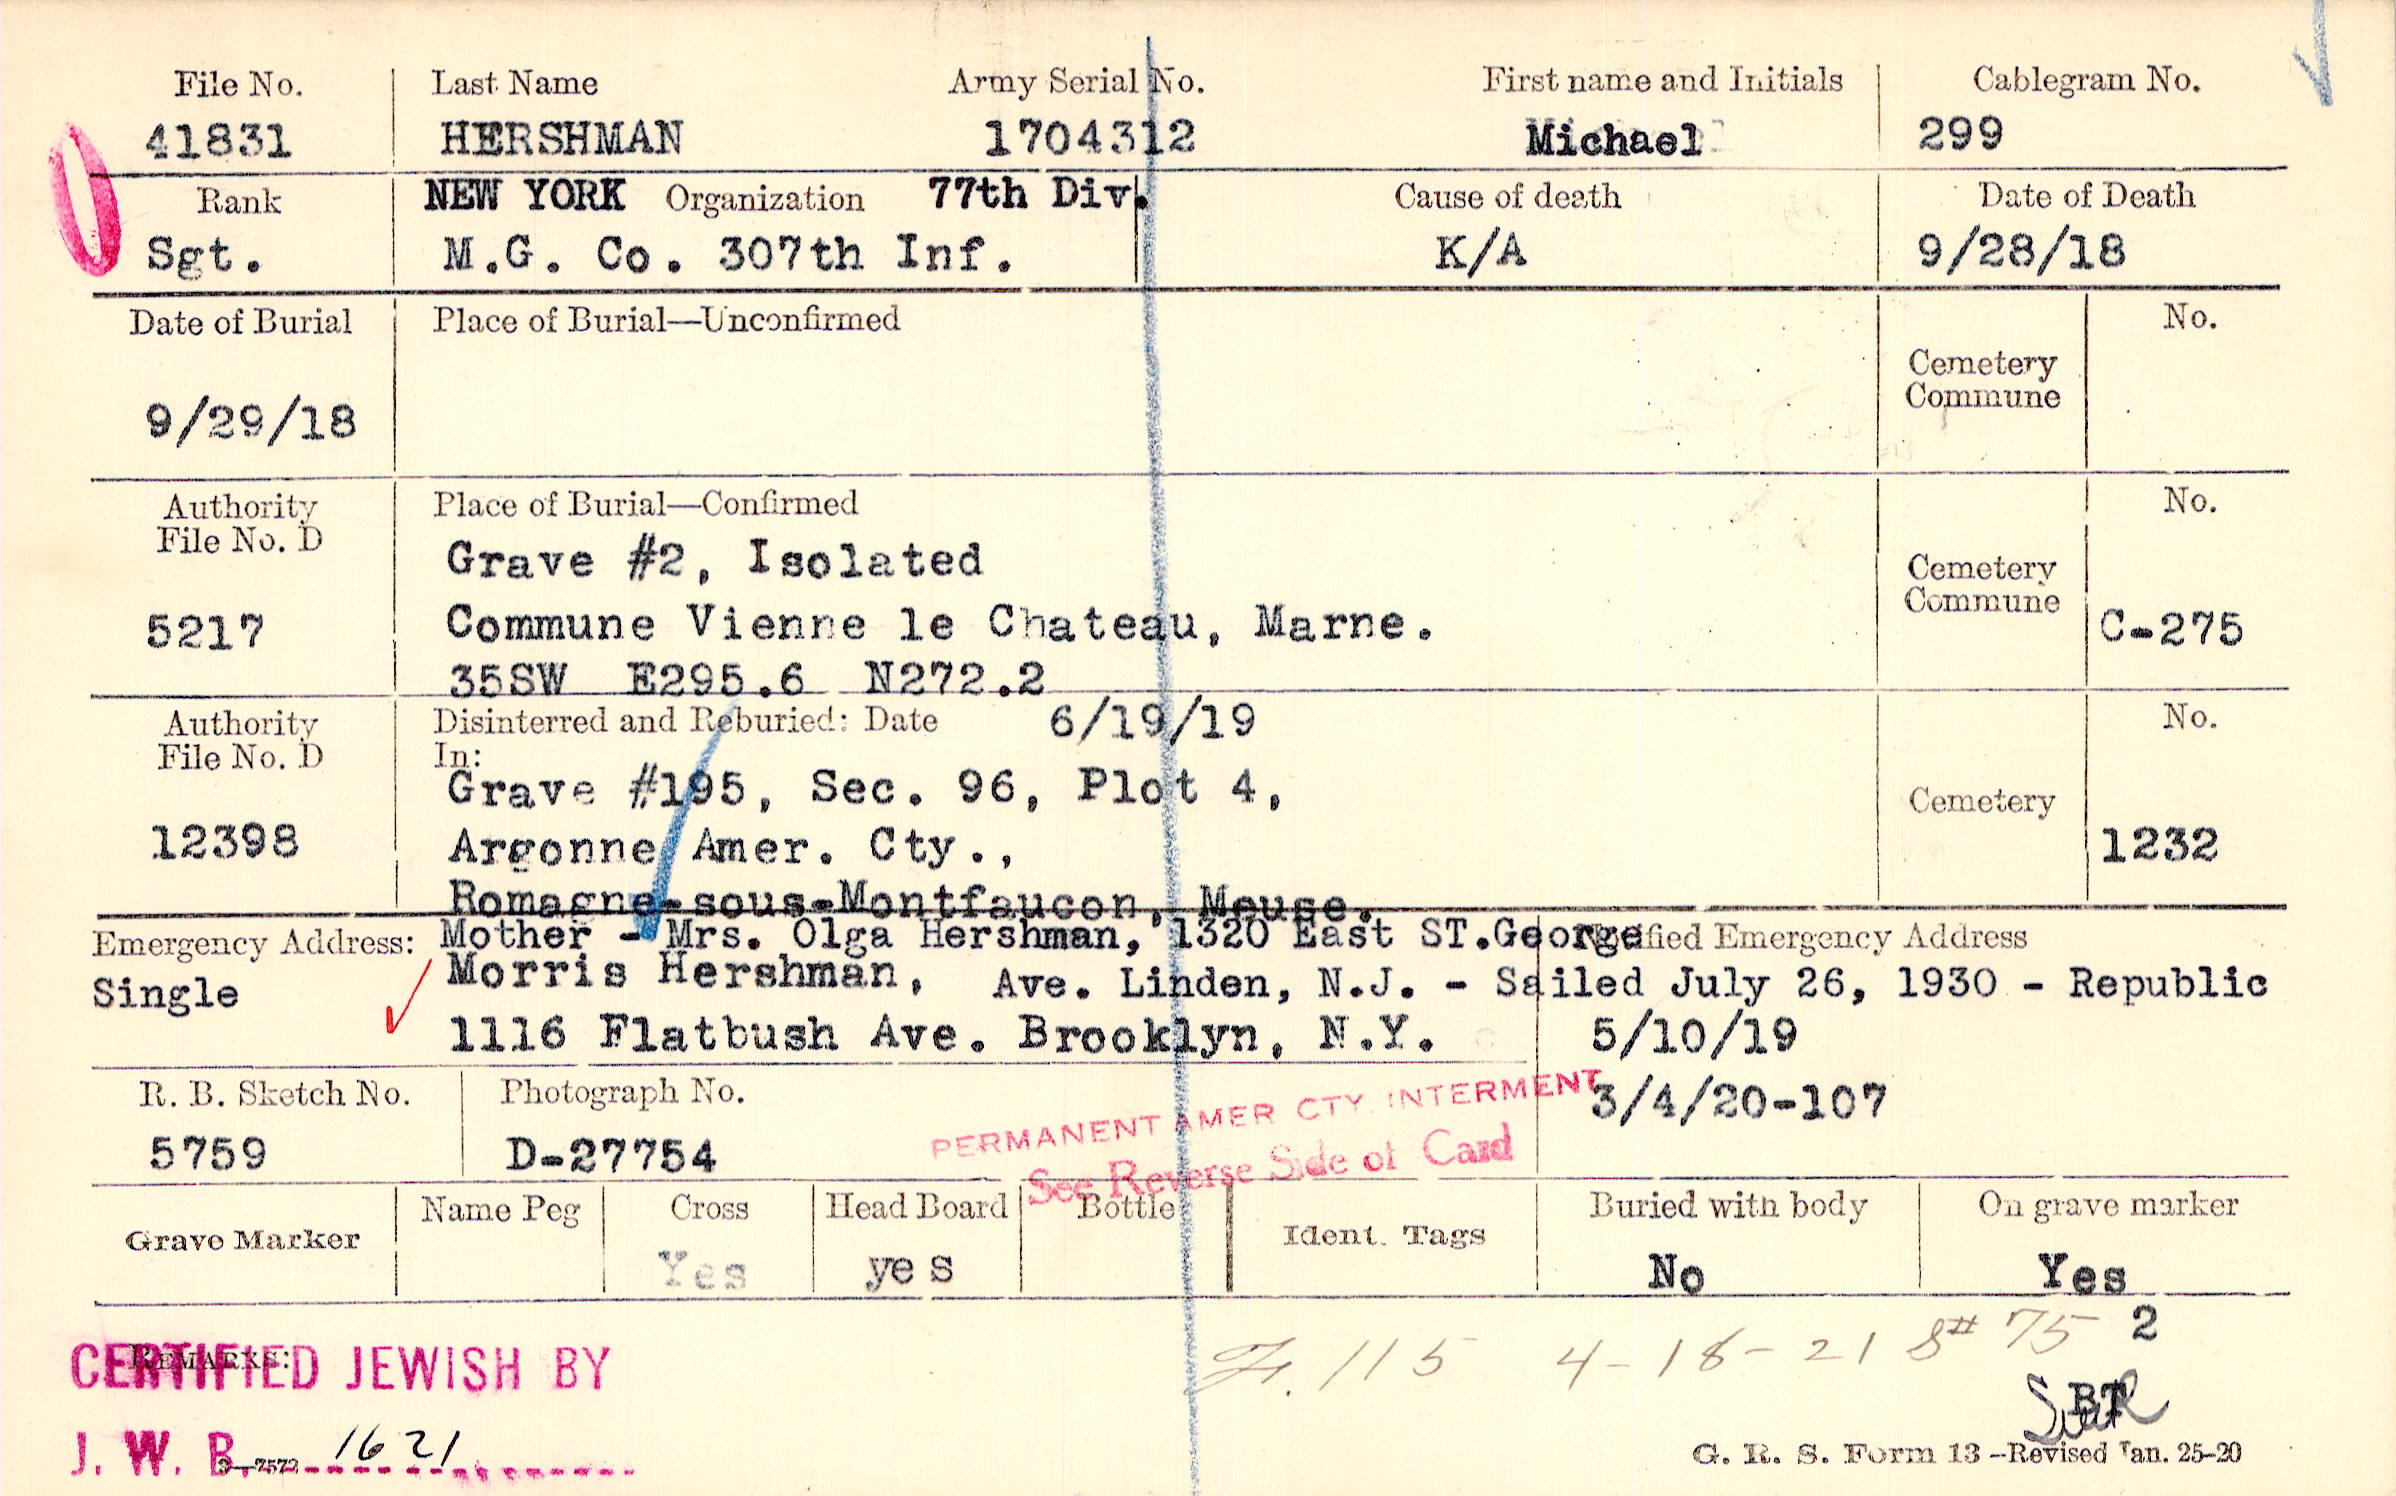 File No. Last Name Army Serial No. First name and Initials Cablegram No.
41831 HERSHMAN 1704312 Michael 299
Rank NEW YORK Organization 77th Div. Cause of death Date of Death
Sgt. M.G. Co. 307th Inf. K/A 9/28/18
Date of Burial Place of Burial—Unconfirmed No.
Cemetery
Commune
9/29/18
Authority Place of Burial—Confirmed No.
File No. D
Grave #2, Isolated
Cemetery
Commune
5217 Commune Vienne le Chateau, Marne. C-275
35SW E295.6 N272.2
Authority Disinterred and Reburied: Date 6/19/19 No.
File No. D In:
Grave #195, Sec. 96, Plot 4,
Cemetery
12398 Argonne Amer. Cty., 1232
Romagne-sous-Montfaucon, Meuse.
Emergency Address: Mother - Mrs. Olga Hershman, 1320 East ST.George Notified Emergency Address
Single Morris Hershman, Ave. Linden, N.J. - Sailed July 26, 1930 - Republic
1116 Flatbush Ave. Brooklyn, N.Y. 5/10/19
R. B. Sketch No. Photograph No. 3/4/20-107
PERMANENT AMER CTY. INTERMENT
5759 D-27754
See Reverse Side of Card
Grave Marker Name Peg Cross Head Board Bottle Ident. Tags Buried with body On grave marker
Yes yes No Yes
2
REMARKS: 4-18-21 S# 75
CERTIFIED JEWISH BY
BT
J. W. B. 1621
3—7572
G. R. S. Form 13—Revised Jan. 25-20